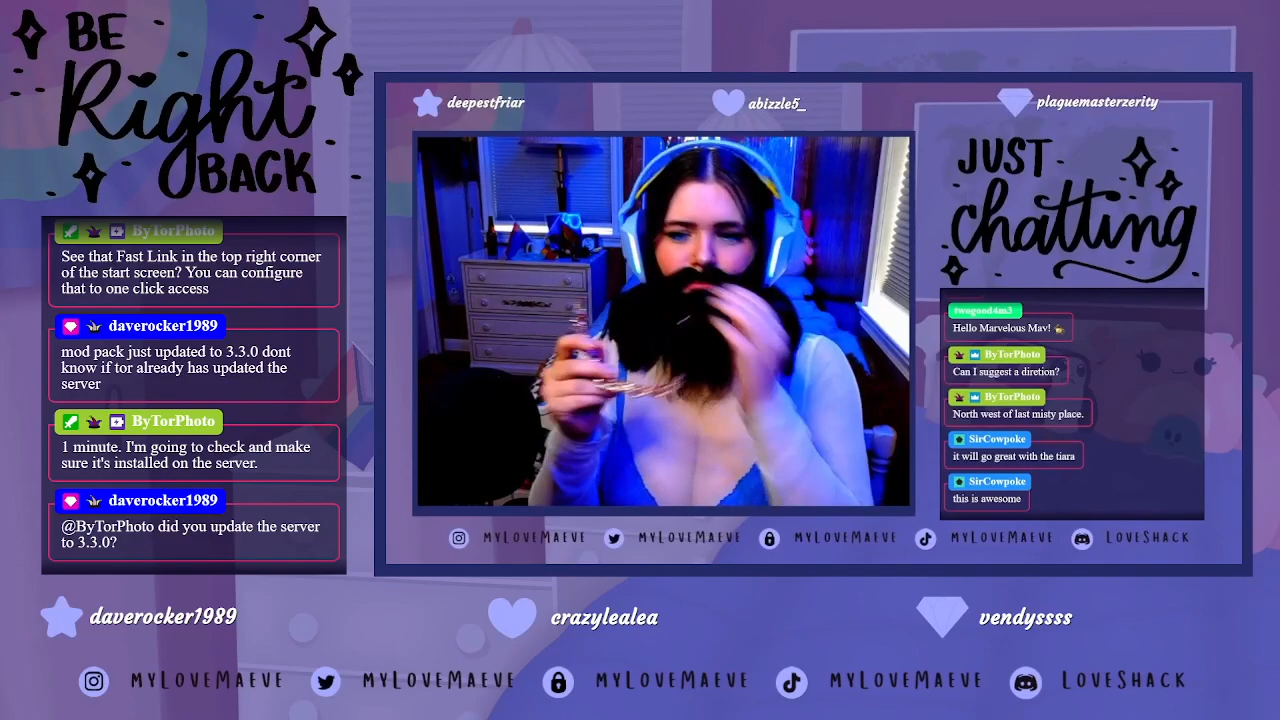 BE
Right
BACK
ByTorPhoto
See that Fast Link in the top right corner
of the start screen? You can configure
that to one click access
daverocker1989
mod pack just updated to 3.3.0 dont
know if tor already has updated the
server
ByTorPhoto
1 minute. I'm going to check and make
sure it's installed on the server.
daverocker1989
@ByTorPhoto did you update the server
to 3.3.0?
deepestfriar
abizzle5_
plaguemasterzerity
JUST
chatting
twogond4m3
Hello Marvelous Mav!
ByTorPhoto
Can I suggest a diretion?
ByTorPhoto
North west of last misty place.
SirCowpoke
it will go great with the tiara
SirCowpoke
this is awesome
MYLOVEMAEVE MYLOVEMAEVE MYLOVEMAEVE MYLOVEMAEVE LOVESHACK
daverocker1989
crazylealea
vendyssss
MYLOVEMAEVE MYLOVEMAEVE MYLOVEMAEVE MYLOVEMAEVE LOVESHACK